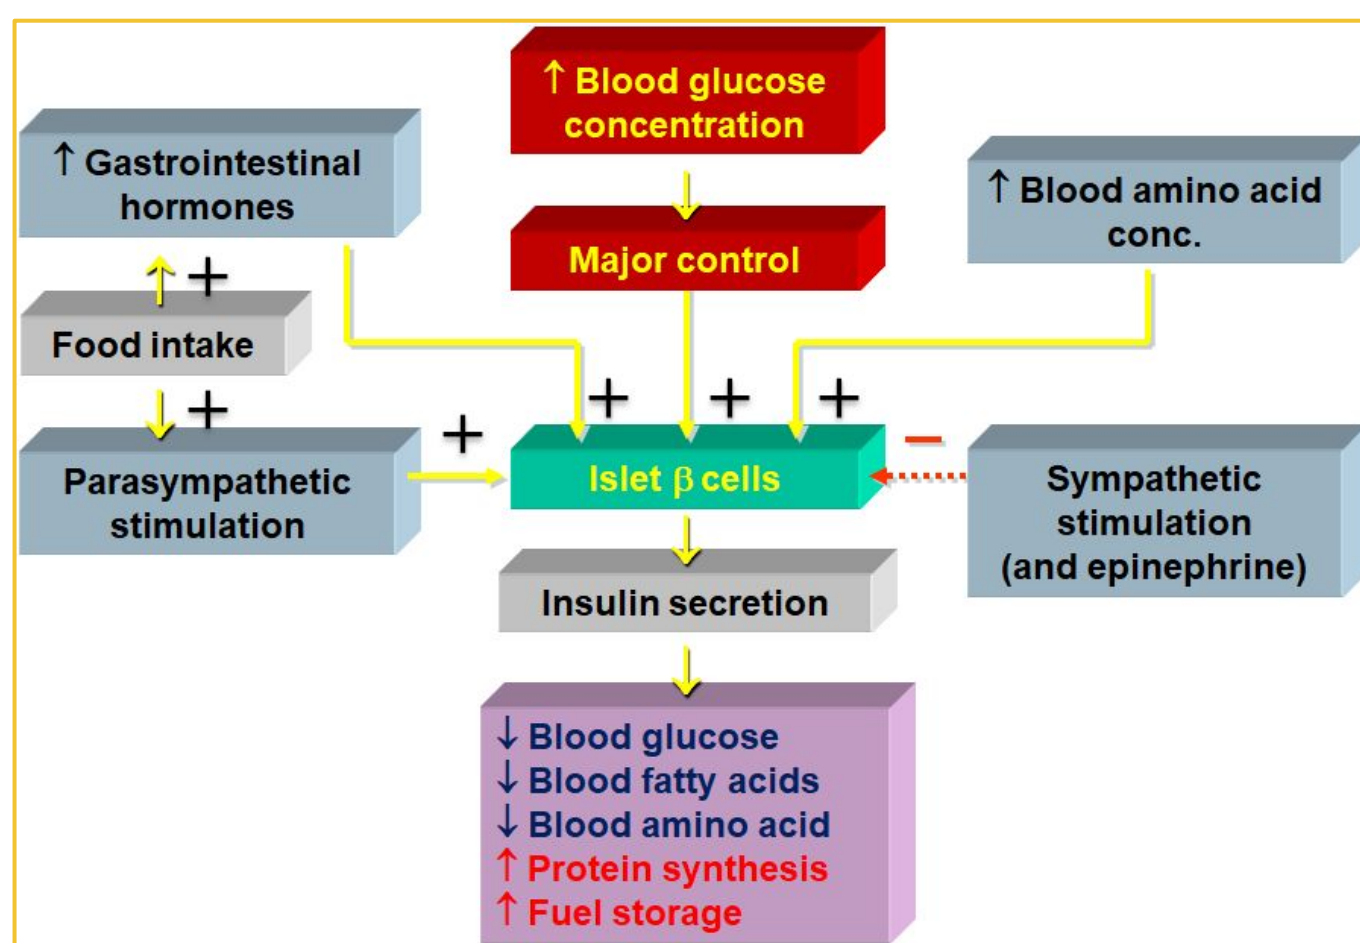 ↑ Blood glucose
concentration
↑ Gastrointestinal
hormones
↑ Blood amino acid
conc.
Major control
+
Food intake
+
+
+
+
+
−
Parasympathetic
stimulation
Islet β cells
Sympathetic
stimulation
(and epinephrine)
Insulin secretion
↓ Blood glucose
↓ Blood fatty acids
↓ Blood amino acid
↑ Protein synthesis
↑ Fuel storage